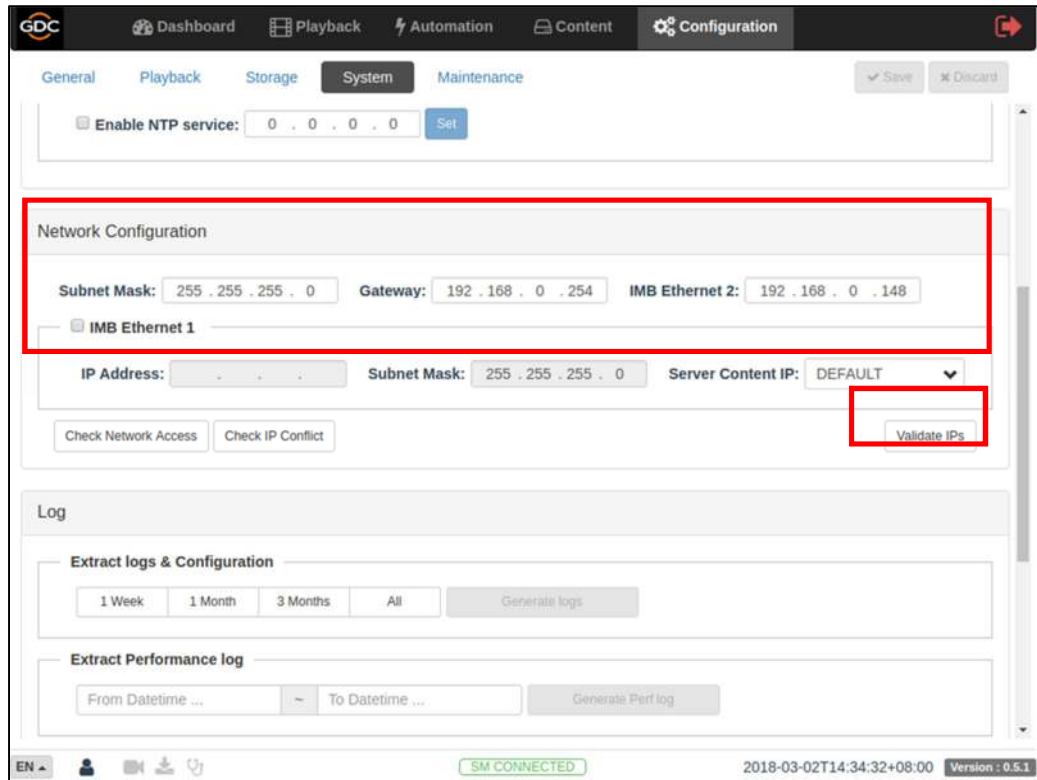 GDC Dashboard Playback Automation Content Configuration
General Playback Storage System Maintenance Save Discard
Enable NTP service: 0 . 0 . 0 . 0 Set
Network Configuration
Subnet Mask: 255 . 255 . 255 . 0 Gateway: 192 . 168 . 0 . 254 IMB Ethernet 2: 192 . 168 . 0 . 148
IMB Ethernet 1
IP Address: . . . Subnet Mask: 255 . 255 . 255 . 0 Server Content IP: DEFAULT
Check Network Access Check IP Conflict Validate IPs
Log
Extract logs & Configuration
1 Week 1 Month 3 Months All Generate logs
Extract Performance log
From Datetime ... ~ To Datetime ... Generate Perf log
EN SM CONNECTED 2018-03-02T14:34:32+08:00 Version : 0.5.1